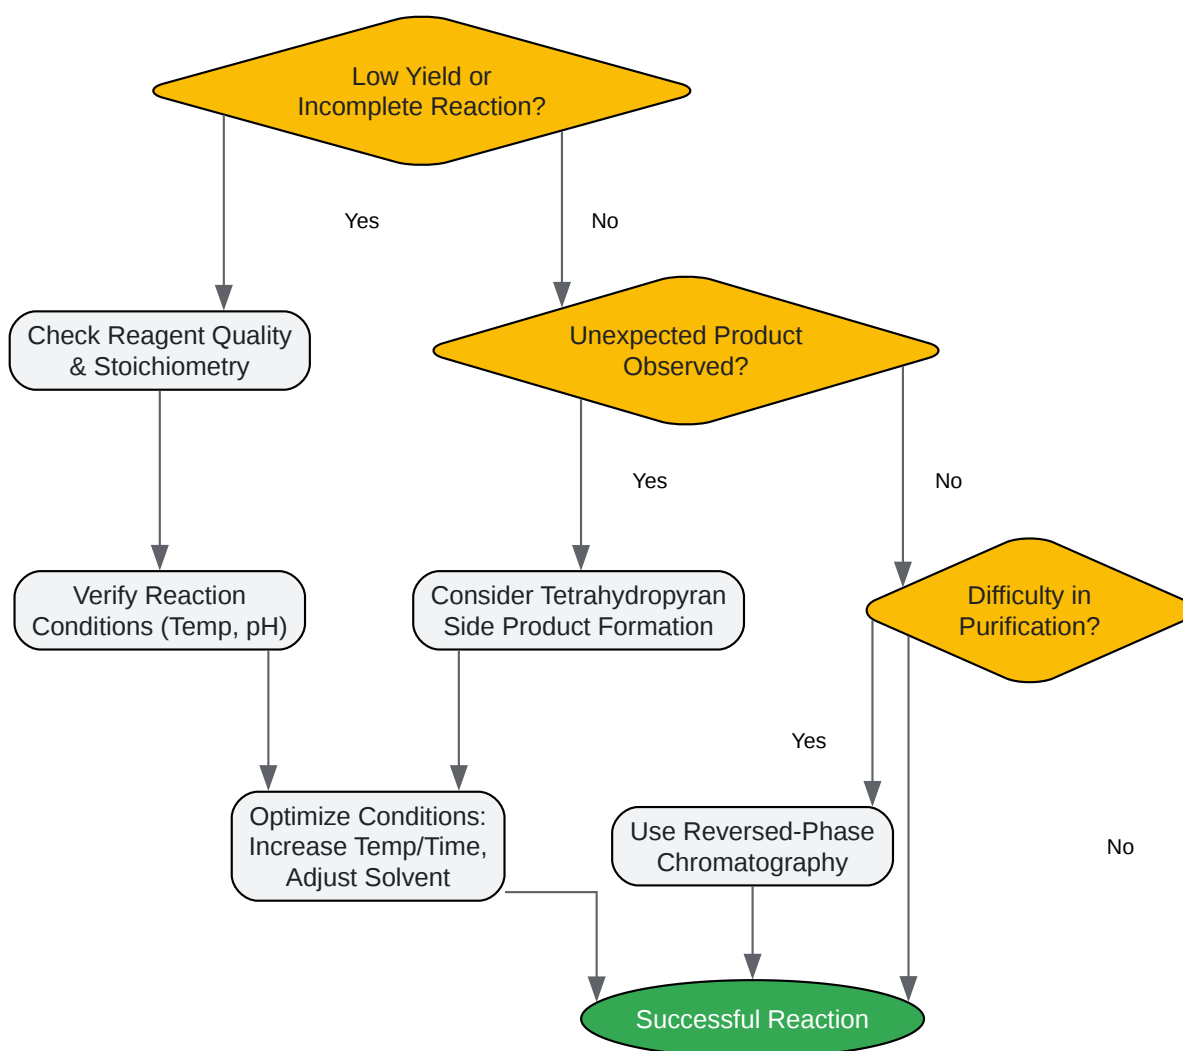 Low Yield or
Incomplete Reaction?
Yes
No
Check Reagent Quality
& Stoichiometry
Unexpected Product
Observed?
Yes
No
Verify Reaction
Conditions (Temp, pH)
Consider Tetrahydropyran
Side Product Formation
Difficulty in
Purification?
Yes
No
Optimize Conditions:
Increase Temp/Time,
Adjust Solvent
Use Reversed-Phase
Chromatography
Successful Reaction